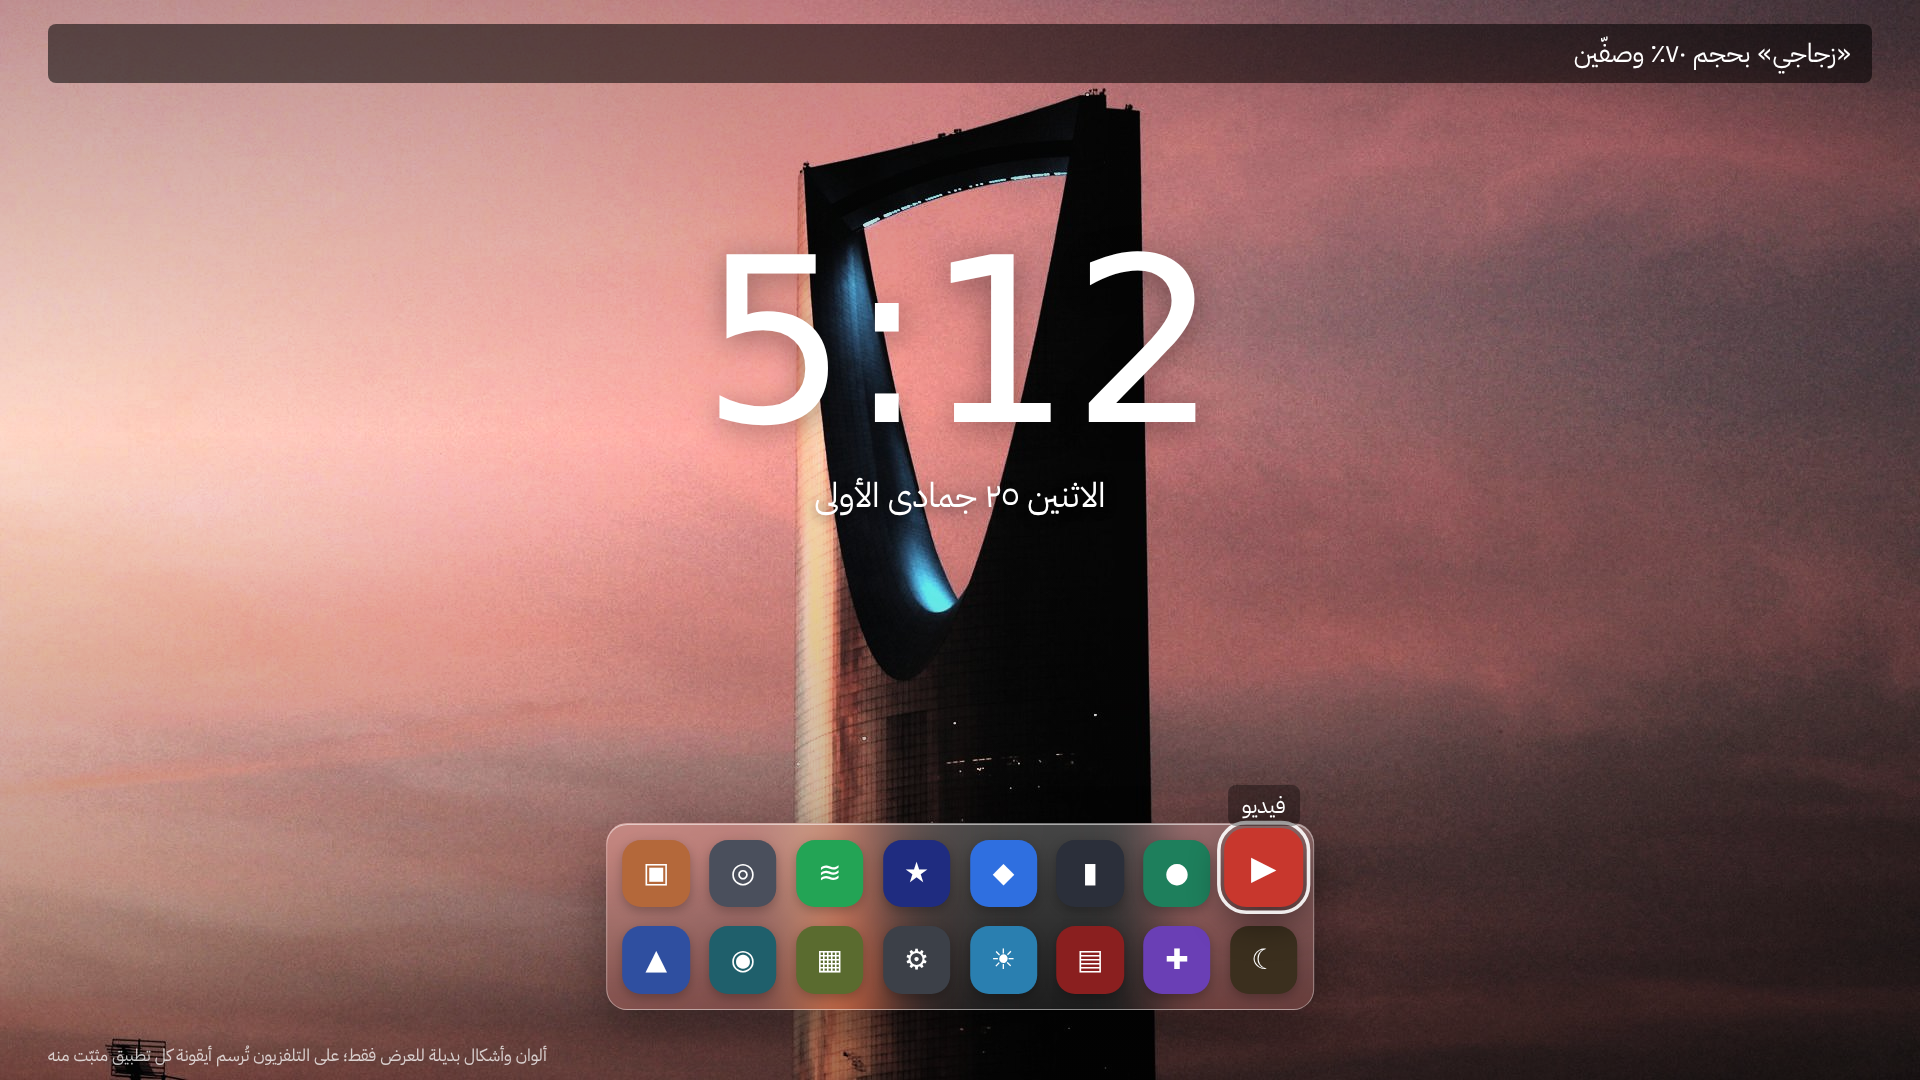 «زجاجي» بحجم ٧٠٪ وصفّين
5:12
الاثنين ٢٥ جمادى الأولى
فيديو
ألوان وأشكال بديلة للعرض فقط؛ على التلفزيون تُرسم أيقونة كل تطبيق مثبّت منه